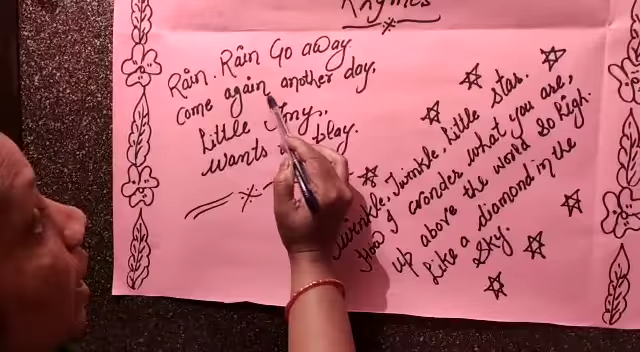 Rhymes
Rain. Rain Go away
Come again another day.
Little
wants play.
Twinkle, Twinkle, Little star.
How I wonder what you are,
up above the world so high.
Like a diamond in the
sky.